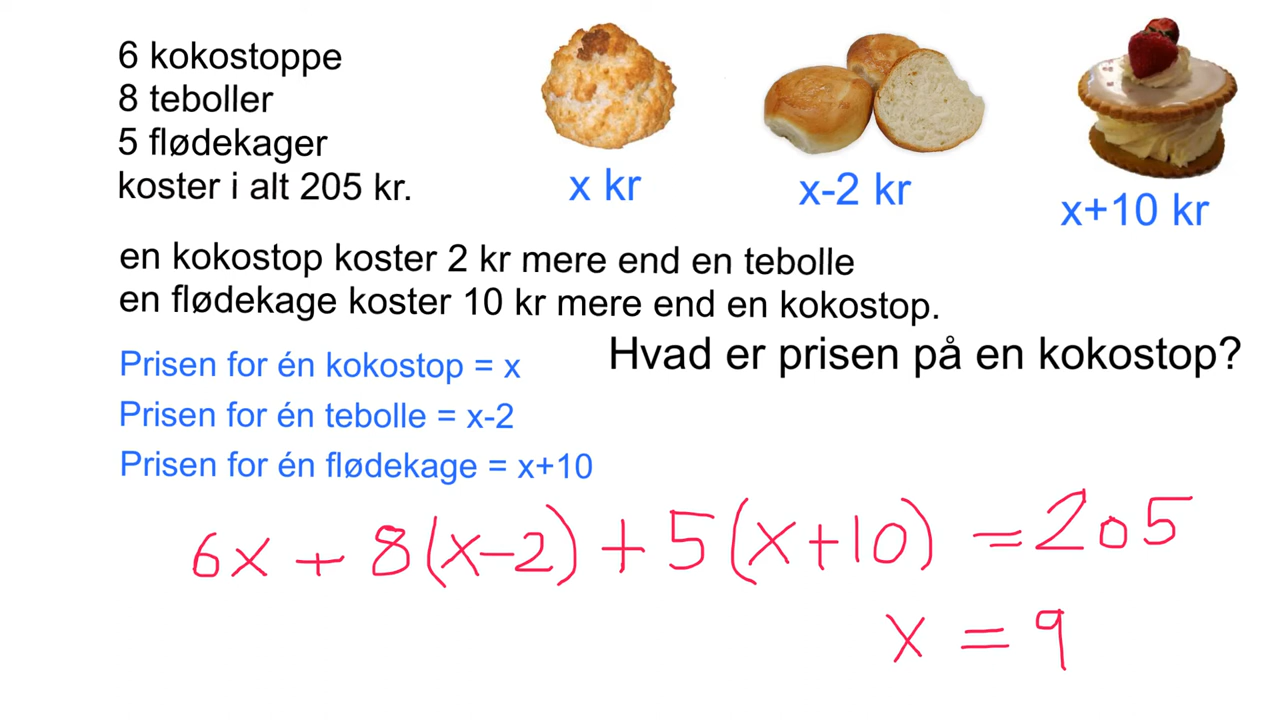 6 kokostoppe
8 teboller
5 flødekager
koster i alt 205 kr.
x kr
x-2 kr
x+10 kr
en kokostop koster 2 kr mere end en tebolle
en flødekage koster 10 kr mere end en kokostop.
Hvad er prisen på en kokostop?
Prisen for én kokostop = x
Prisen for én tebolle = x-2
Prisen for én flødekage = x+10
6x + 8(x-2) + 5(x+10) = 205
x = 9